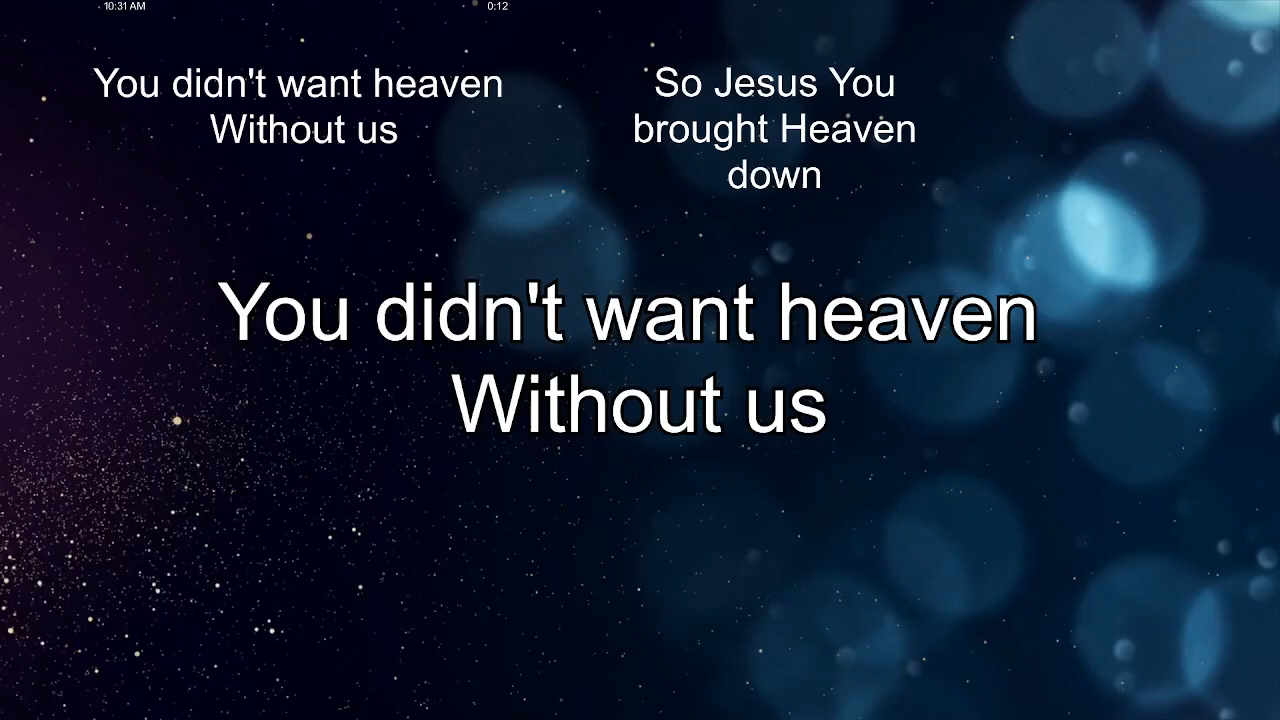 10:31 AM
0:12
You didn't want heaven
Without us
So Jesus You
brought Heaven
down
You didn't want heaven
Without us